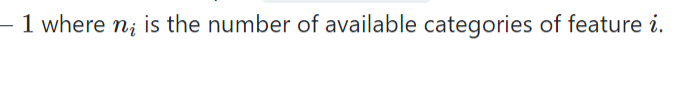 – 1 where nᵢ is the number of available categories of feature i.